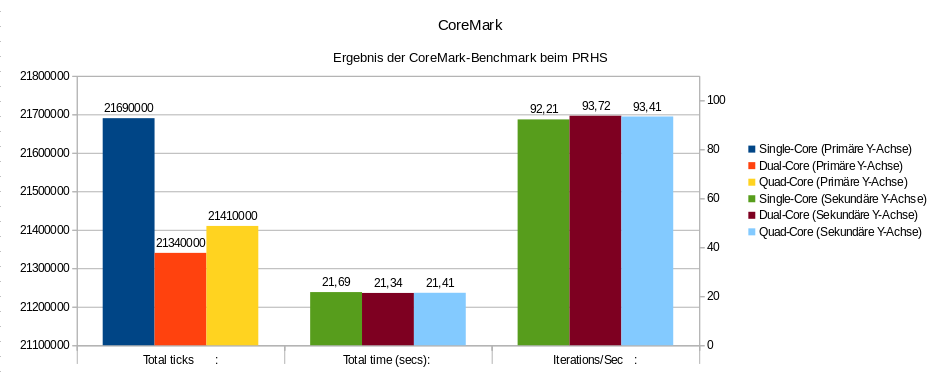 CoreMark
Ergebnis der CoreMark-Benchmark beim PRHS
21800000
21700000
21600000
21500000
21400000
21300000
21200000
21100000
21690000
21340000
21410000
21,69
21,34
21,41
92,21
93,72
93,41
100
80
60
40
20
0
Total ticks :
Total time (secs):
Iterations/Sec :
Single-Core (Primäre Y-Achse)
Dual-Core (Primäre Y-Achse)
Quad-Core (Primäre Y-Achse)
Single-Core (Sekundäre Y-Achse)
Dual-Core (Sekundäre Y-Achse)
Quad-Core (Sekundäre Y-Achse)